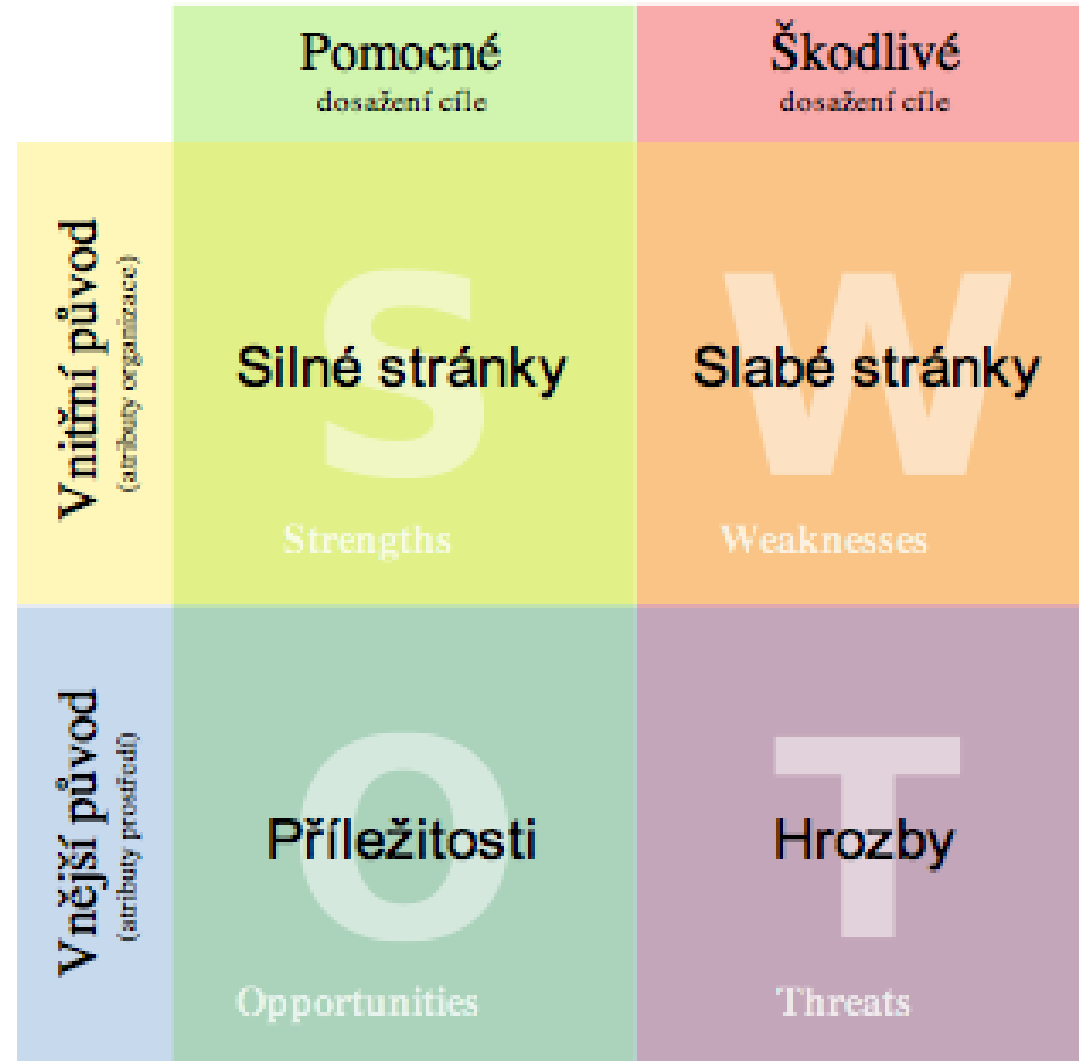 Pomocné
dosažení cíle
Škodlivé
dosažení cíle
Vnitřní původ
(atributy organizace)
S
Silné stránky
Strengths
W
Slabé stránky
Weaknesses
Vnější původ
(atributy prostředí)
O
Příležitosti
Opportunities
T
Hrozby
Threats